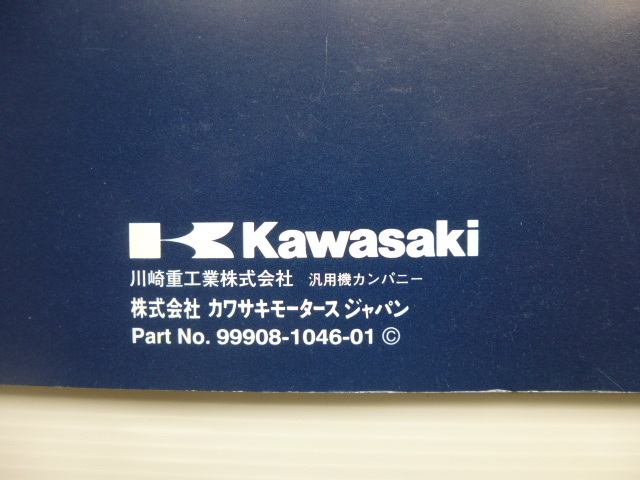 Kawasaki
川崎重工業株式会社 汎用機カンパニー
株式会社 カワサキモータース ジャパン
Part No. 99908-1046-01 ©